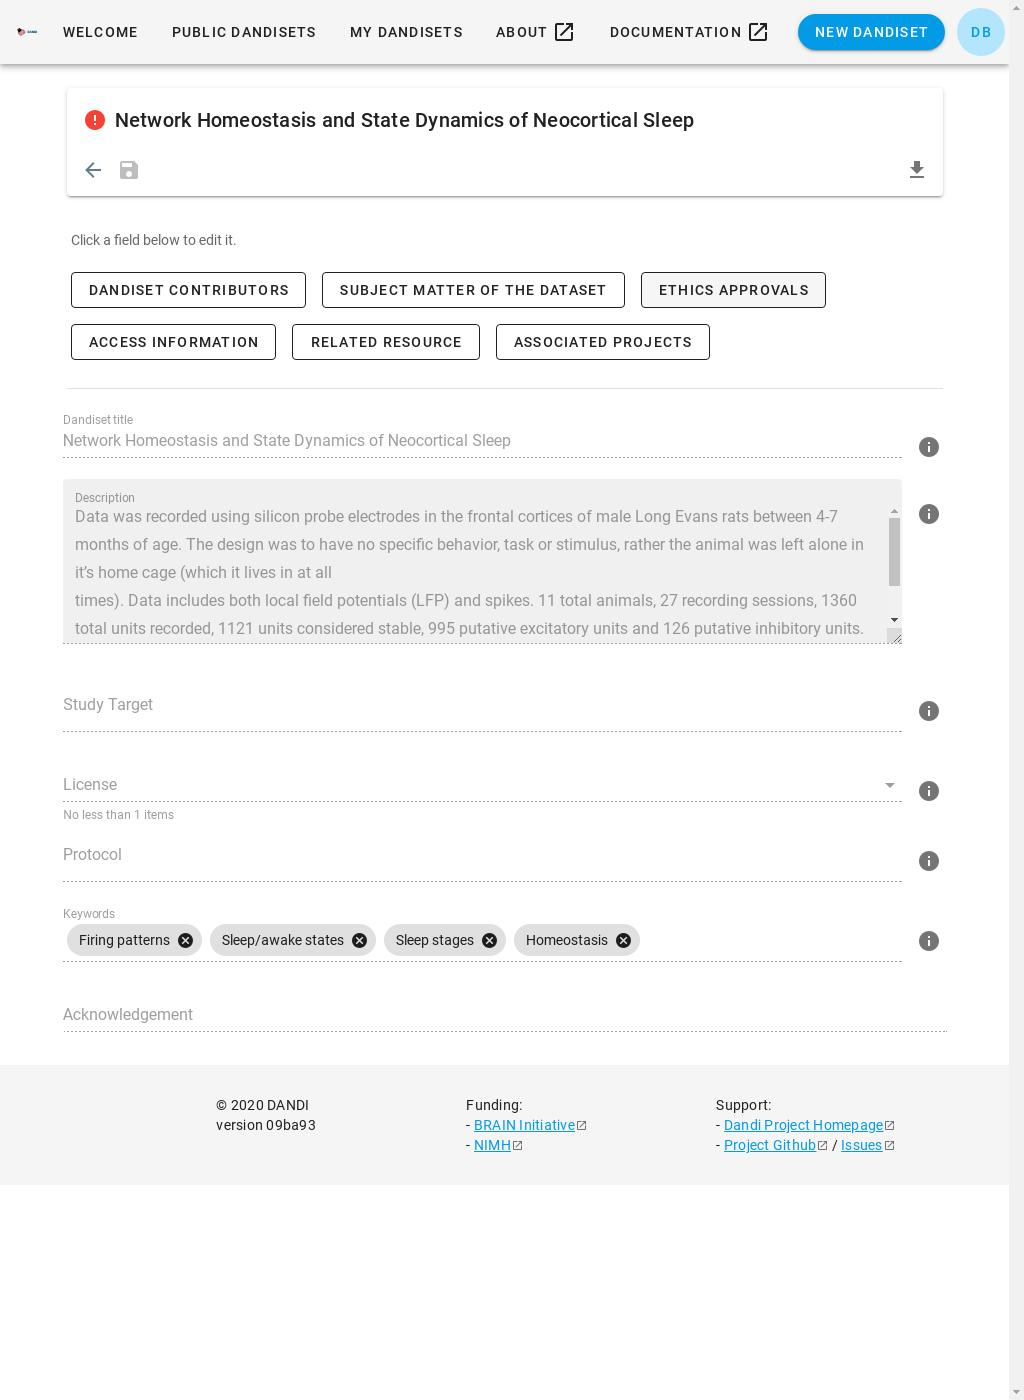 DANDI
WELCOME PUBLIC DANDISETS MY DANDISETS ABOUT DOCUMENTATION NEW DANDISET DB
Network Homeostasis and State Dynamics of Neocortical Sleep
Click a field below to edit it.
DANDISET CONTRIBUTORS SUBJECT MATTER OF THE DATASET ETHICS APPROVALS
ACCESS INFORMATION RELATED RESOURCE ASSOCIATED PROJECTS
Dandiset title
Network Homeostasis and State Dynamics of Neocortical Sleep
Description
Data was recorded using silicon probe electrodes in the frontal cortices of male Long Evans rats between 4-7
months of age. The design was to have no specific behavior, task or stimulus, rather the animal was left alone in
it’s home cage (which it lives in at all
times). Data includes both local field potentials (LFP) and spikes. 11 total animals, 27 recording sessions, 1360
total units recorded, 1121 units considered stable, 995 putative excitatory units and 126 putative inhibitory units.
Study Target
License
No less than 1 items
Protocol
Keywords
Firing patterns Sleep/awake states Sleep stages Homeostasis
Acknowledgement
© 2020 DANDI
version 09ba93
Funding:
- BRAIN Initiative
- NIMH
Support:
- Dandi Project Homepage
- Project Github / Issues